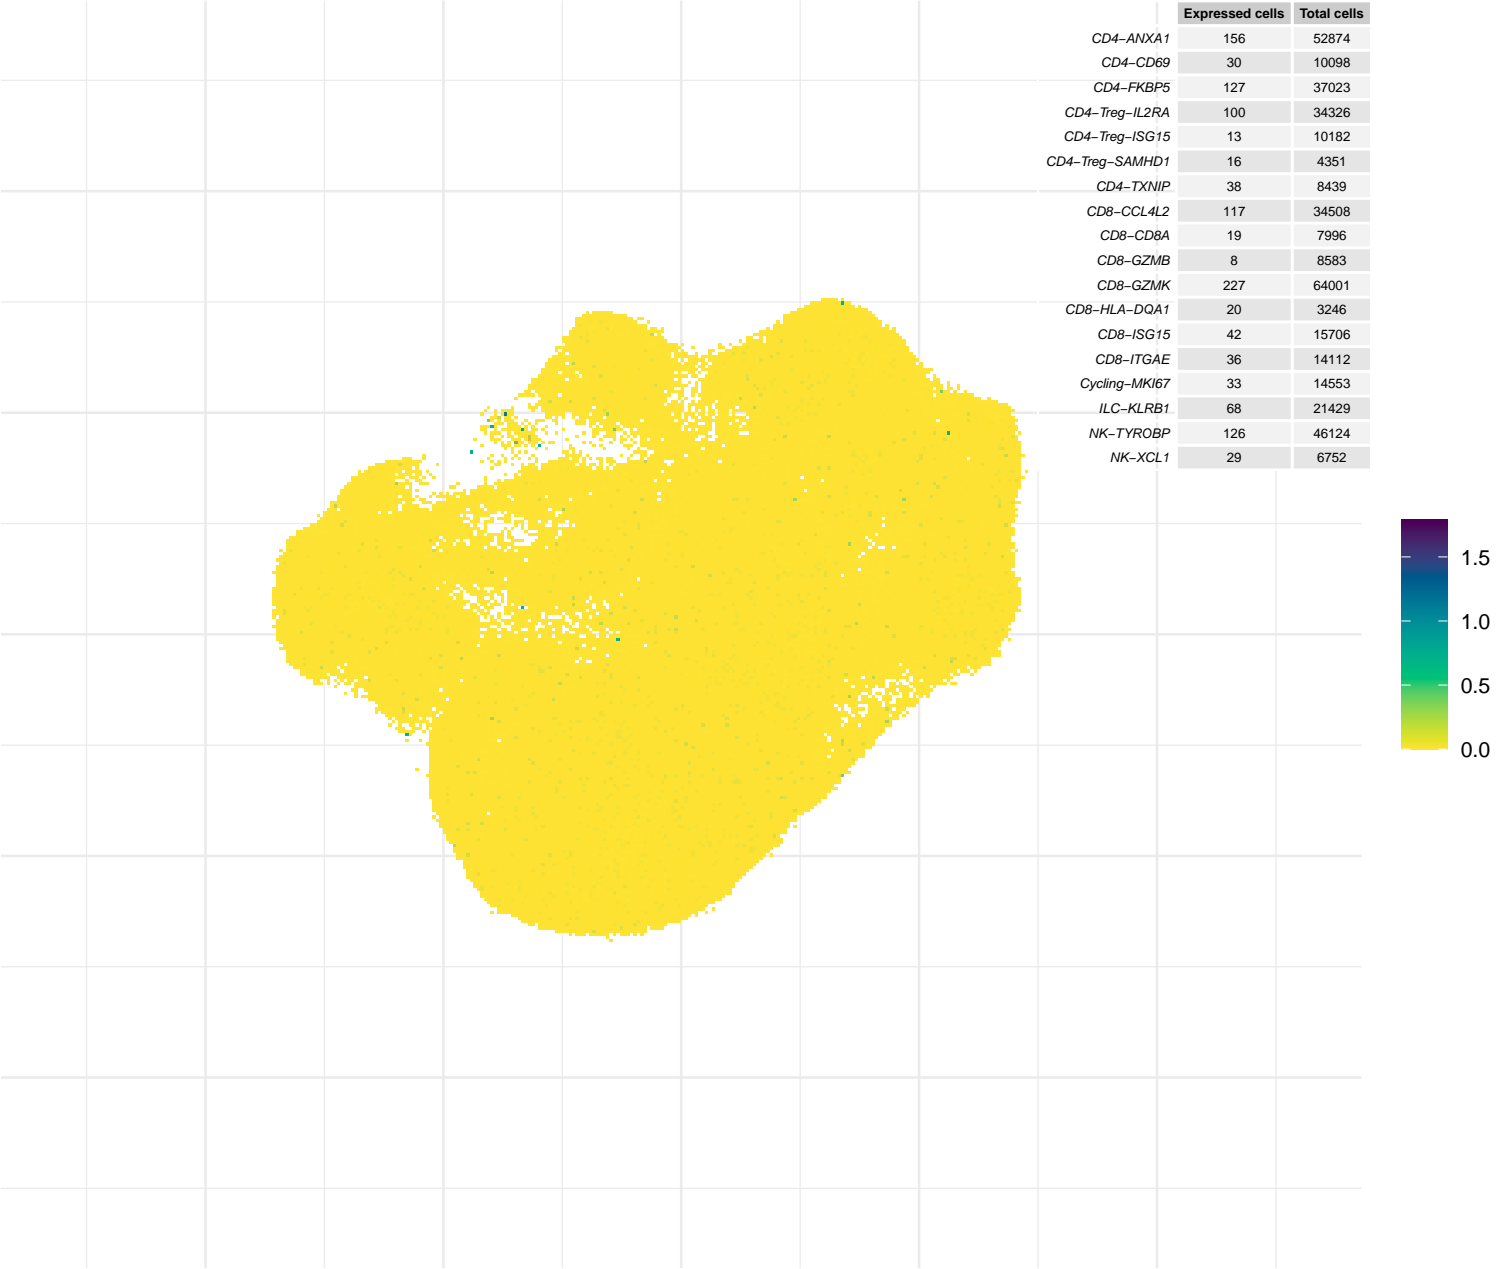 Expressed cells Total cells
CD4−ANXA1 156 52874
CD4−CD69 30 10098
CD4−FKBP5 127 37023
CD4−Treg−IL2RA 100 34326
CD4−Treg−ISG15 13 10182
CD4−Treg−SAMHD1 16 4351
CD4−TXNIP 38 8439
CD8−CCL4L2 117 34508
CD8−CD8A 19 7996
CD8−GZMB 8 8583
CD8−GZMK 227 64001
CD8−HLA−DQA1 20 3246
CD8−ISG15 42 15706
CD8−ITGAE 36 14112
Cycling−MKI67 33 14553
ILC−KLRB1 68 21429
NK−TYROBP 126 46124
NK−XCL1 29 6752
1.5
1.0
0.5
0.0